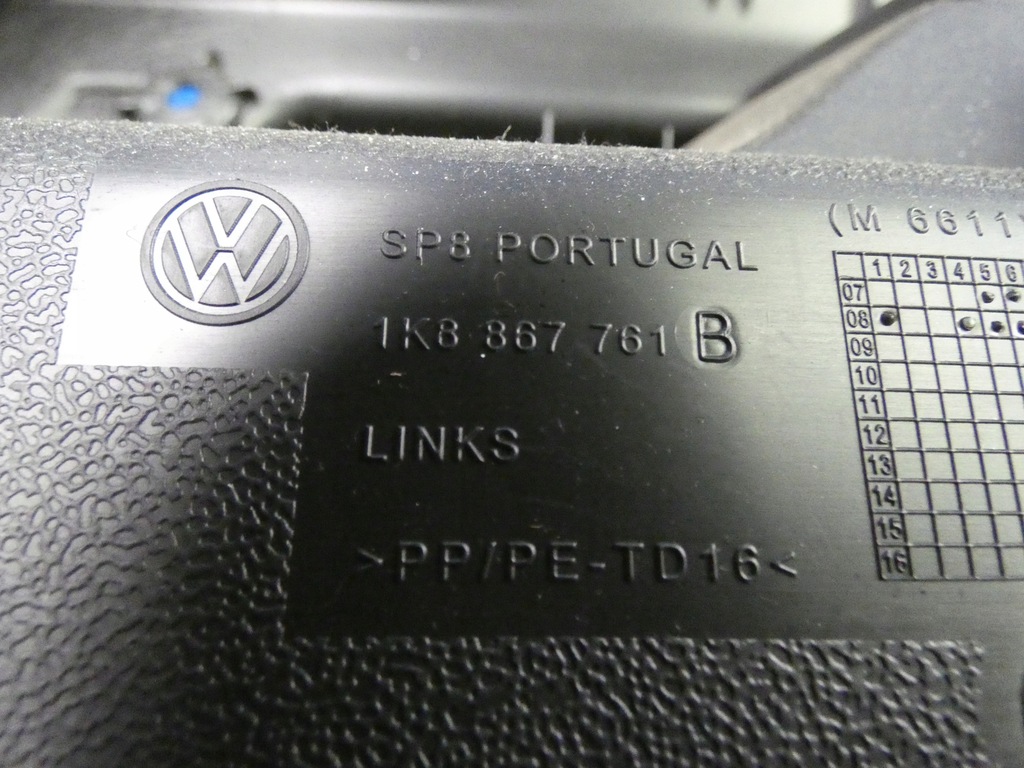 SP8 PORTUGAL
1K8 867 761 B
LINKS
>PP/PE-TD16<
(M 6611)
1 2 3 4 5 6
07
08
09
10
11
12
13
14
15
16